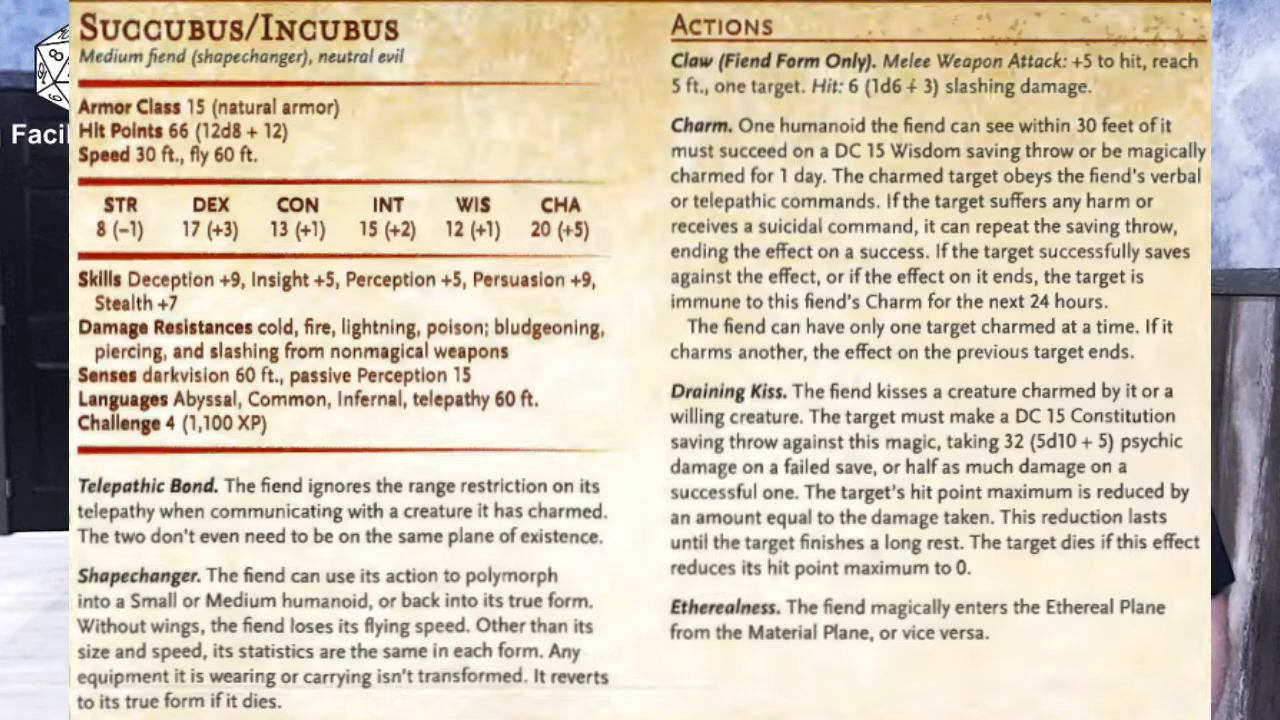 SUCCUBUS/INCUBUS
Medium fiend (shapechanger), neutral evil
Armor Class 15 (natural armor)
Hit Points 66 (12d8 + 12)
Speed 30 ft., fly 60 ft.
STR DEX CON INT WIS CHA
8 (−1) 17 (+3) 13 (+1) 15 (+2) 12 (+1) 20 (+5)
Skills Deception +9, Insight +5, Perception +5, Persuasion +9,
Stealth +7
Damage Resistances cold, fire, lightning, poison; bludgeoning,
piercing, and slashing from nonmagical weapons
Senses darkvision 60 ft., passive Perception 15
Languages Abyssal, Common, Infernal, telepathy 60 ft.
Challenge 4 (1,100 XP)
Telepathic Bond. The fiend ignores the range restriction on its
telepathy when communicating with a creature it has charmed.
The two don't even need to be on the same plane of existence.
Shapechanger. The fiend can use its action to polymorph
into a Small or Medium humanoid, or back into its true form.
Without wings, the fiend loses its flying speed. Other than its
size and speed, its statistics are the same in each form. Any
equipment it is wearing or carrying isn't transformed. It reverts
to its true form if it dies.
ACTIONS
Claw (Fiend Form Only). Melee Weapon Attack: +5 to hit, reach
5 ft., one target. Hit: 6 (1d6 + 3) slashing damage.
Charm. One humanoid the fiend can see within 30 feet of it
must succeed on a DC 15 Wisdom saving throw or be magically
charmed for 1 day. The charmed target obeys the fiend's verbal
or telepathic commands. If the target suffers any harm or
receives a suicidal command, it can repeat the saving throw,
ending the effect on a success. If the target successfully saves
against the effect, or if the effect on it ends, the target is
immune to this fiend's Charm for the next 24 hours.
The fiend can have only one target charmed at a time. If it
charms another, the effect on the previous target ends.
Draining Kiss. The fiend kisses a creature charmed by it or a
willing creature. The target must make a DC 15 Constitution
saving throw against this magic, taking 32 (5d10 + 5) psychic
damage on a failed save, or half as much damage on a
successful one. The target's hit point maximum is reduced by
an amount equal to the damage taken. This reduction lasts
until the target finishes a long rest. The target dies if this effect
reduces its hit point maximum to 0.
Etherealness. The fiend magically enters the Ethereal Plane
from the Material Plane, or vice versa.
Facil